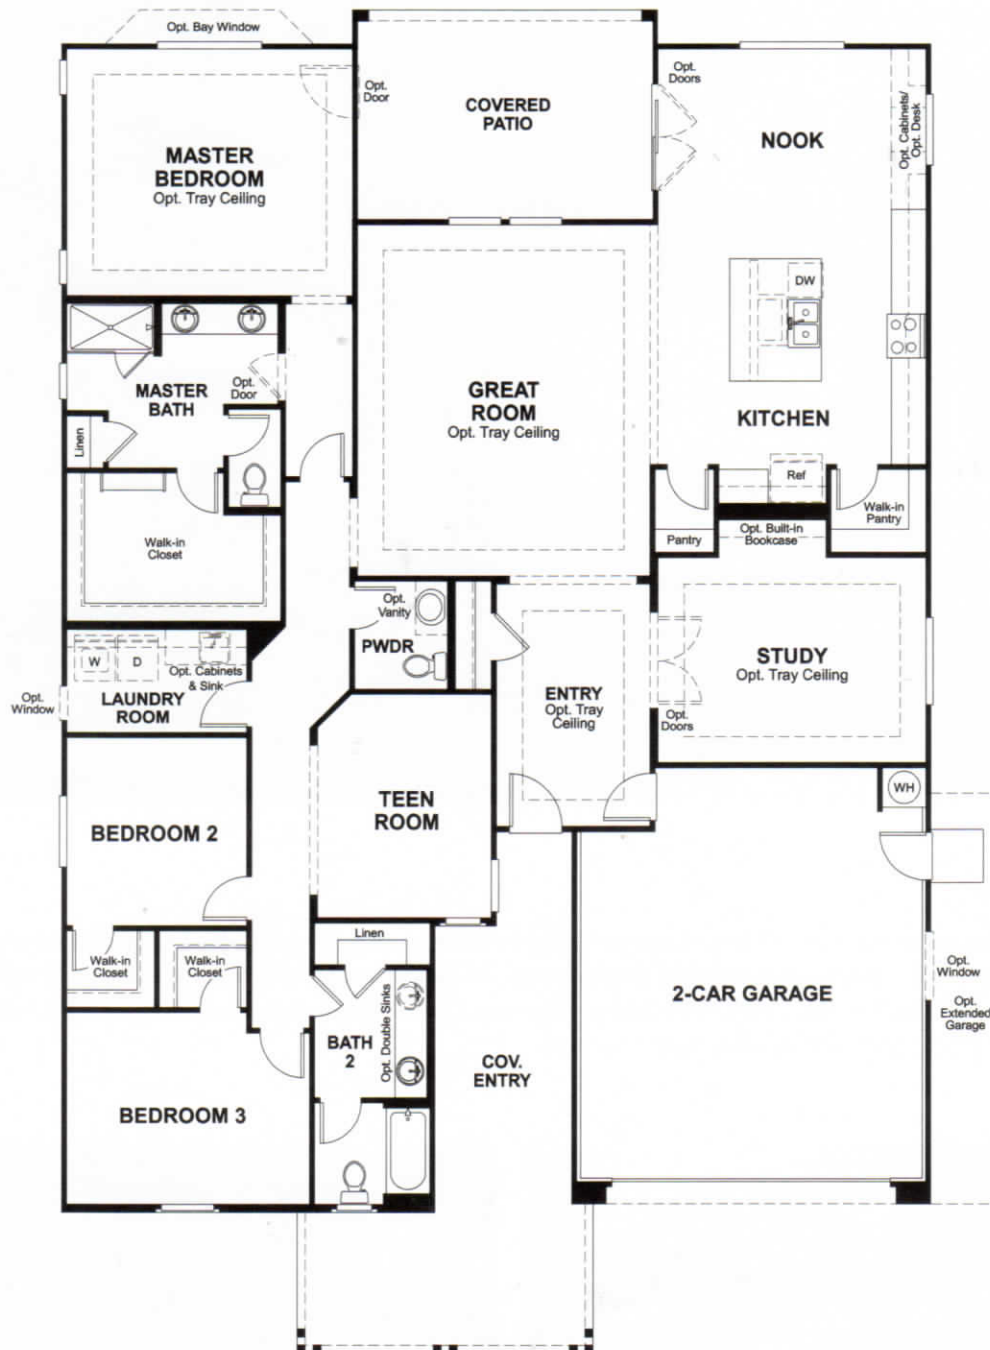 Opt. Bay Window
Opt.
Door
COVERED
PATIO
Opt.
Doors
NOOK
Opt. Cabinets/
Opt. Desk
MASTER
BEDROOM
Opt. Tray Ceiling
DW
MASTER
BATH
Opt.
Door
Linen
GREAT
ROOM
Opt. Tray Ceiling
KITCHEN
Ref
Walk-in
Pantry
Pantry
Opt. Built-in
Bookcase
Walk-in
Closet
Opt.
Vanity
PWDR
W
D
Opt. Cabinets
& Sink
LAUNDRY
ROOM
Opt.
Window
ENTRY
Opt. Tray
Ceiling
STUDY
Opt. Tray Ceiling
Opt.
Doors
WH
TEEN
ROOM
BEDROOM 2
Walk-in
Closet
Walk-in
Closet
Linen
Opt. Double Sinks
BATH
2
2-CAR GARAGE
Opt.
Window
Opt.
Extended
Garage
COV.
ENTRY
BEDROOM 3